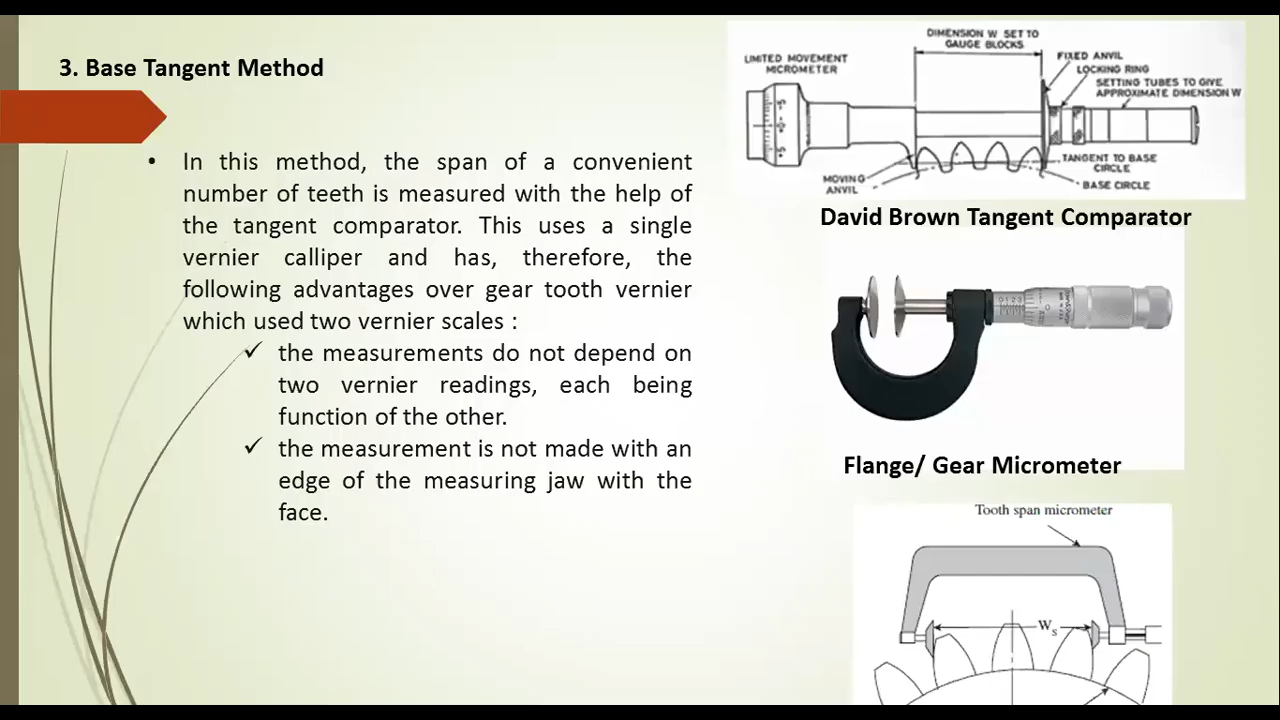 3. Base Tangent Method
• In this method, the span of a convenient
number of teeth is measured with the help of
the tangent comparator. This uses a single
vernier calliper and has, therefore, the
following advantages over gear tooth vernier
which used two vernier scales :
✓ the measurements do not depend on
two vernier readings, each being
function of the other.
✓ the measurement is not made with an
edge of the measuring jaw with the
face.
DIMENSION W SET TO
GAUGE BLOCKS
LIMITED MOVEMENT
MICROMETER
FIXED ANVIL
LOCKING RING
SETTING TUBES TO GIVE
APPROXIMATE DIMENSION W
TANGENT TO BASE
CIRCLE
MOVING
ANVIL
BASE CIRCLE
David Brown Tangent Comparator
Flange/ Gear Micrometer
Tooth span micrometer
Ws